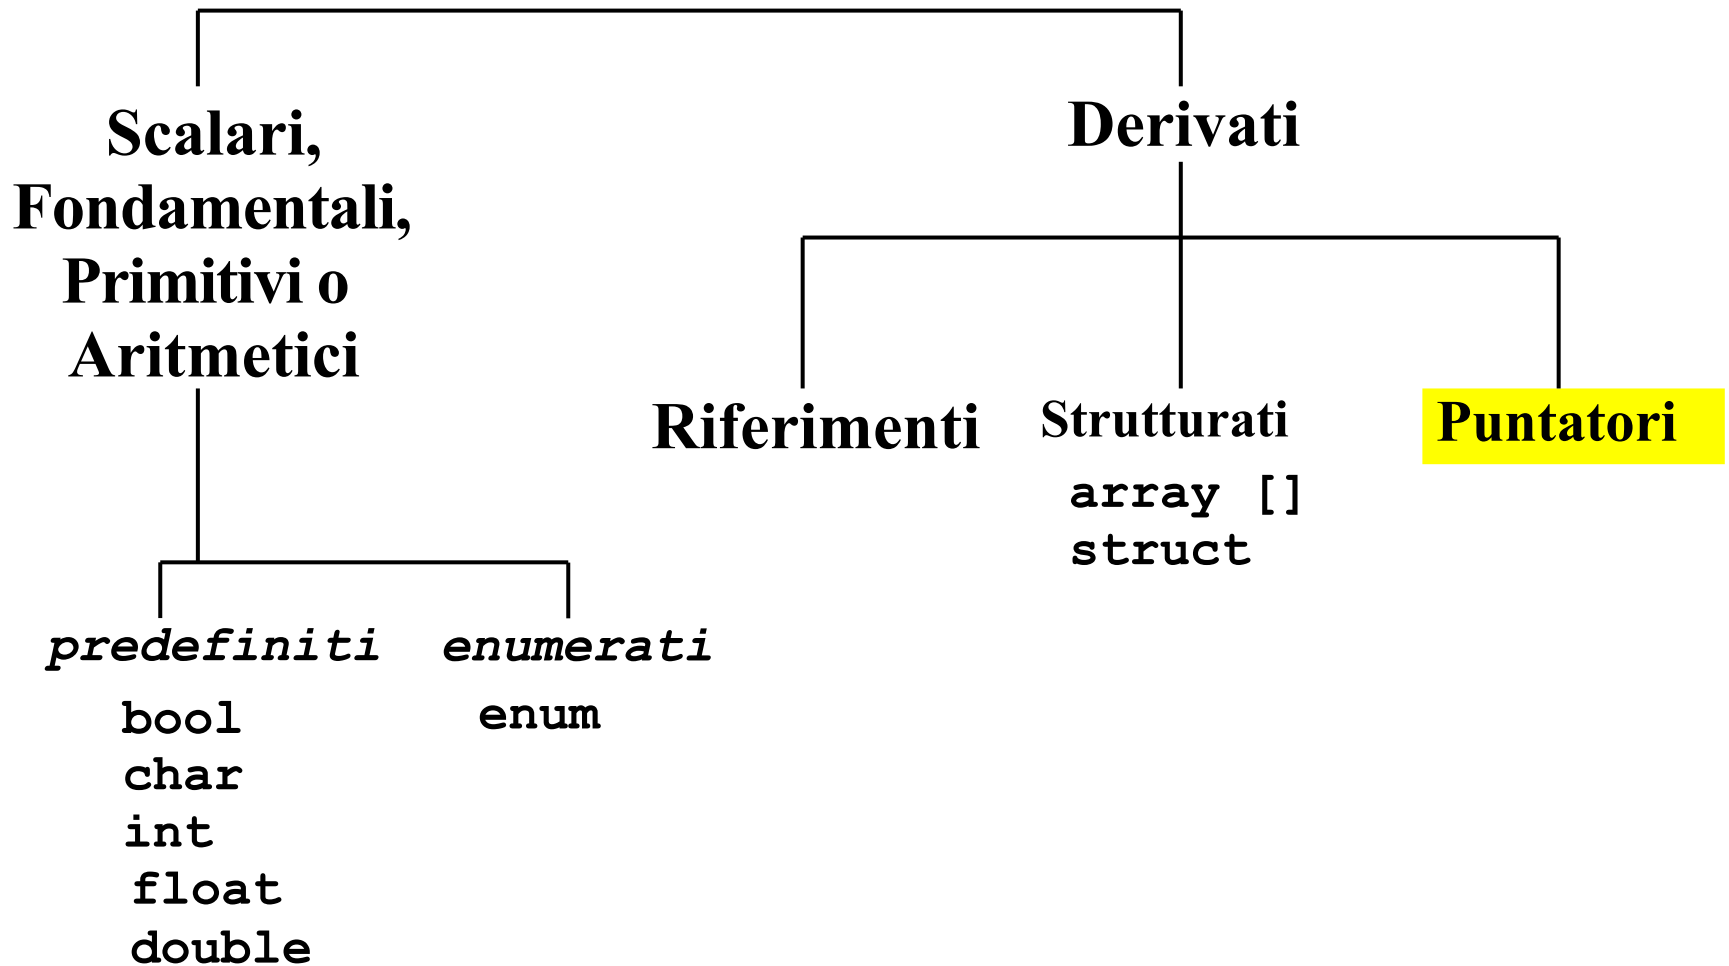 Scalari,
Fondamentali,
Primitivi o
Aritmetici
Derivati
Riferimenti
Strutturati
array []
struct
Puntatori
predefiniti
bool
char
int
float
double
enumerati
enum